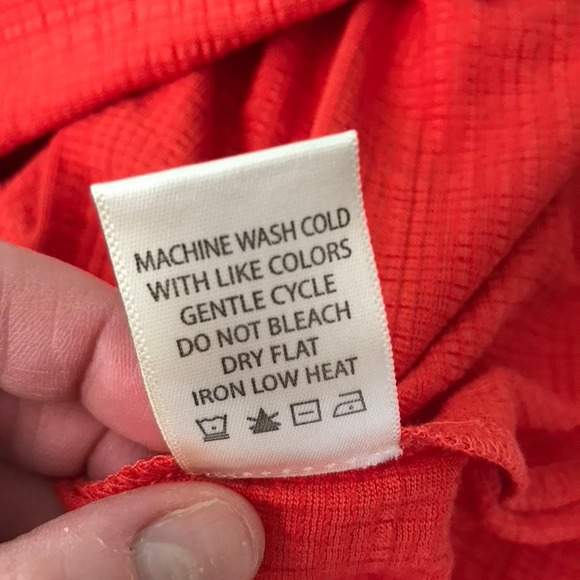 MACHINE WASH COLD
WITH LIKE COLORS
GENTLE CYCLE
DO NOT BLEACH
DRY FLAT
IRON LOW HEAT